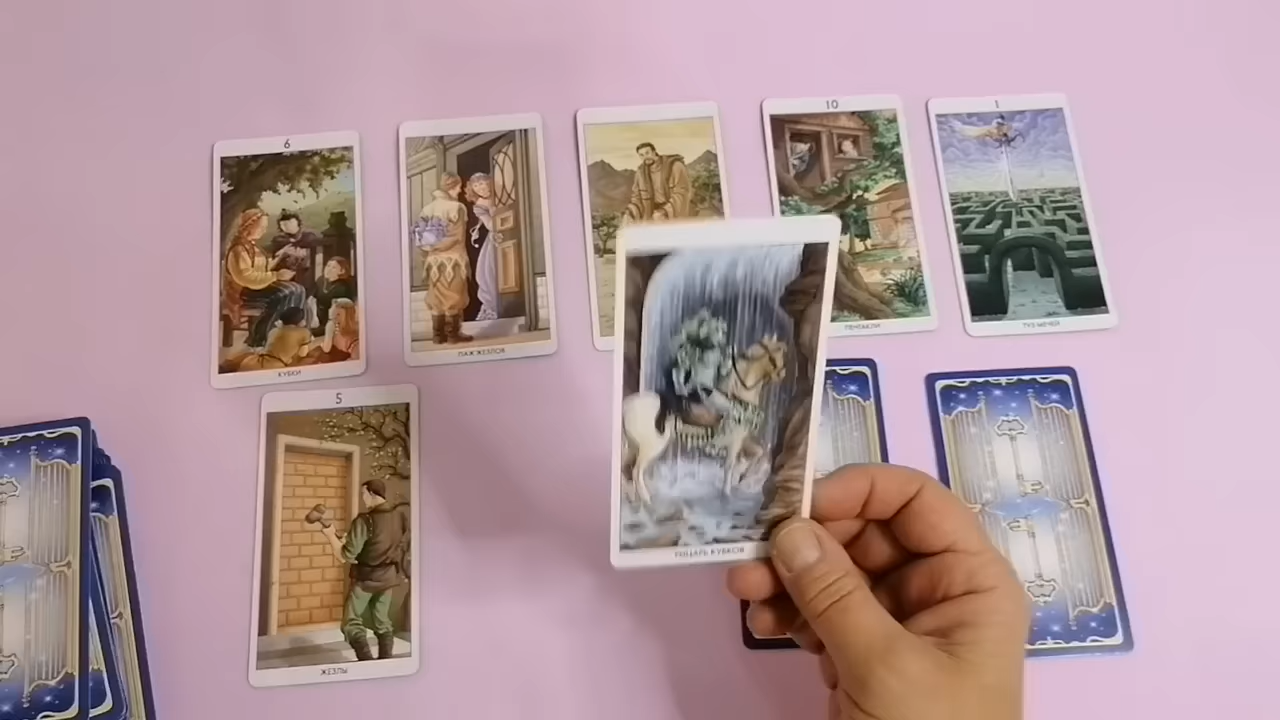 6
КУБКИ
ПАЖ ЖЕЗЛОВ
10
ПЕНТАКЛИ
1
ТУЗ МЕЧЕЙ
5
ЖЕЗЛЫ
РЫЦАРЬ КУБКОВ